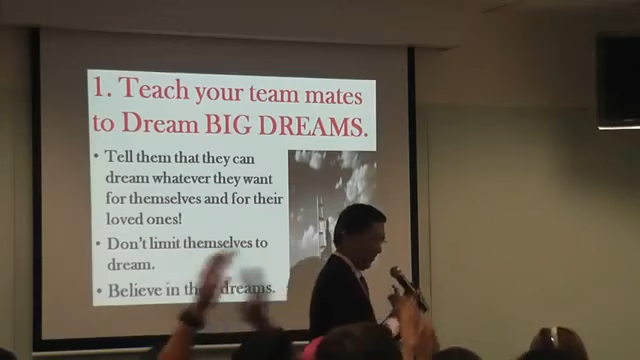 1. Teach your team mates
to Dream BIG DREAMS.
• Tell them that they can
dream whatever they want
for themselves and for their
loved ones!
• Don't limit themselves to
dream.
• Believe in dreams.